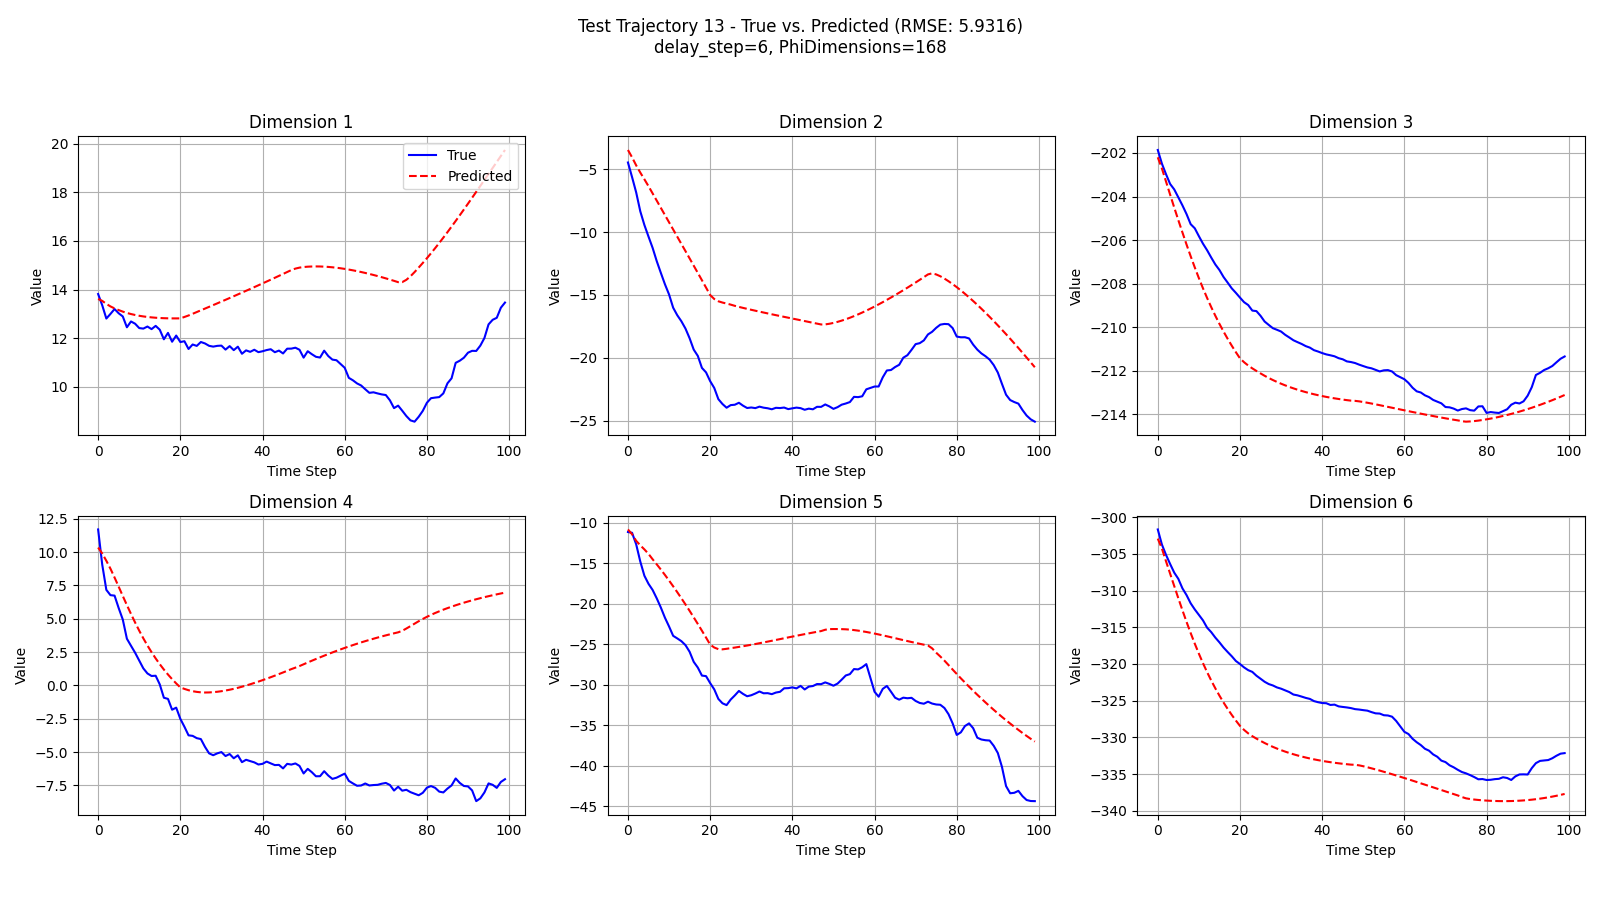 Test Trajectory 13 - True vs. Predicted (RMSE: 5.9316)
delay_step=6, PhiDimensions=168
Dimension 1
20
18
16
14
12
10
Value
0 20 40 60 80 100
Time Step
True
Predicted
Dimension 2
−5
−10
−15
−20
−25
Value
0 20 40 60 80 100
Time Step
Dimension 3
−202
−204
−206
−208
−210
−212
−214
Value
0 20 40 60 80 100
Time Step
Dimension 4
12.5
10.0
7.5
5.0
2.5
0.0
−2.5
−5.0
−7.5
Value
0 20 40 60 80 100
Time Step
Dimension 5
−10
−15
−20
−25
−30
−35
−40
−45
Value
0 20 40 60 80 100
Time Step
Dimension 6
−300
−305
−310
−315
−320
−325
−330
−335
−340
Value
0 20 40 60 80 100
Time Step